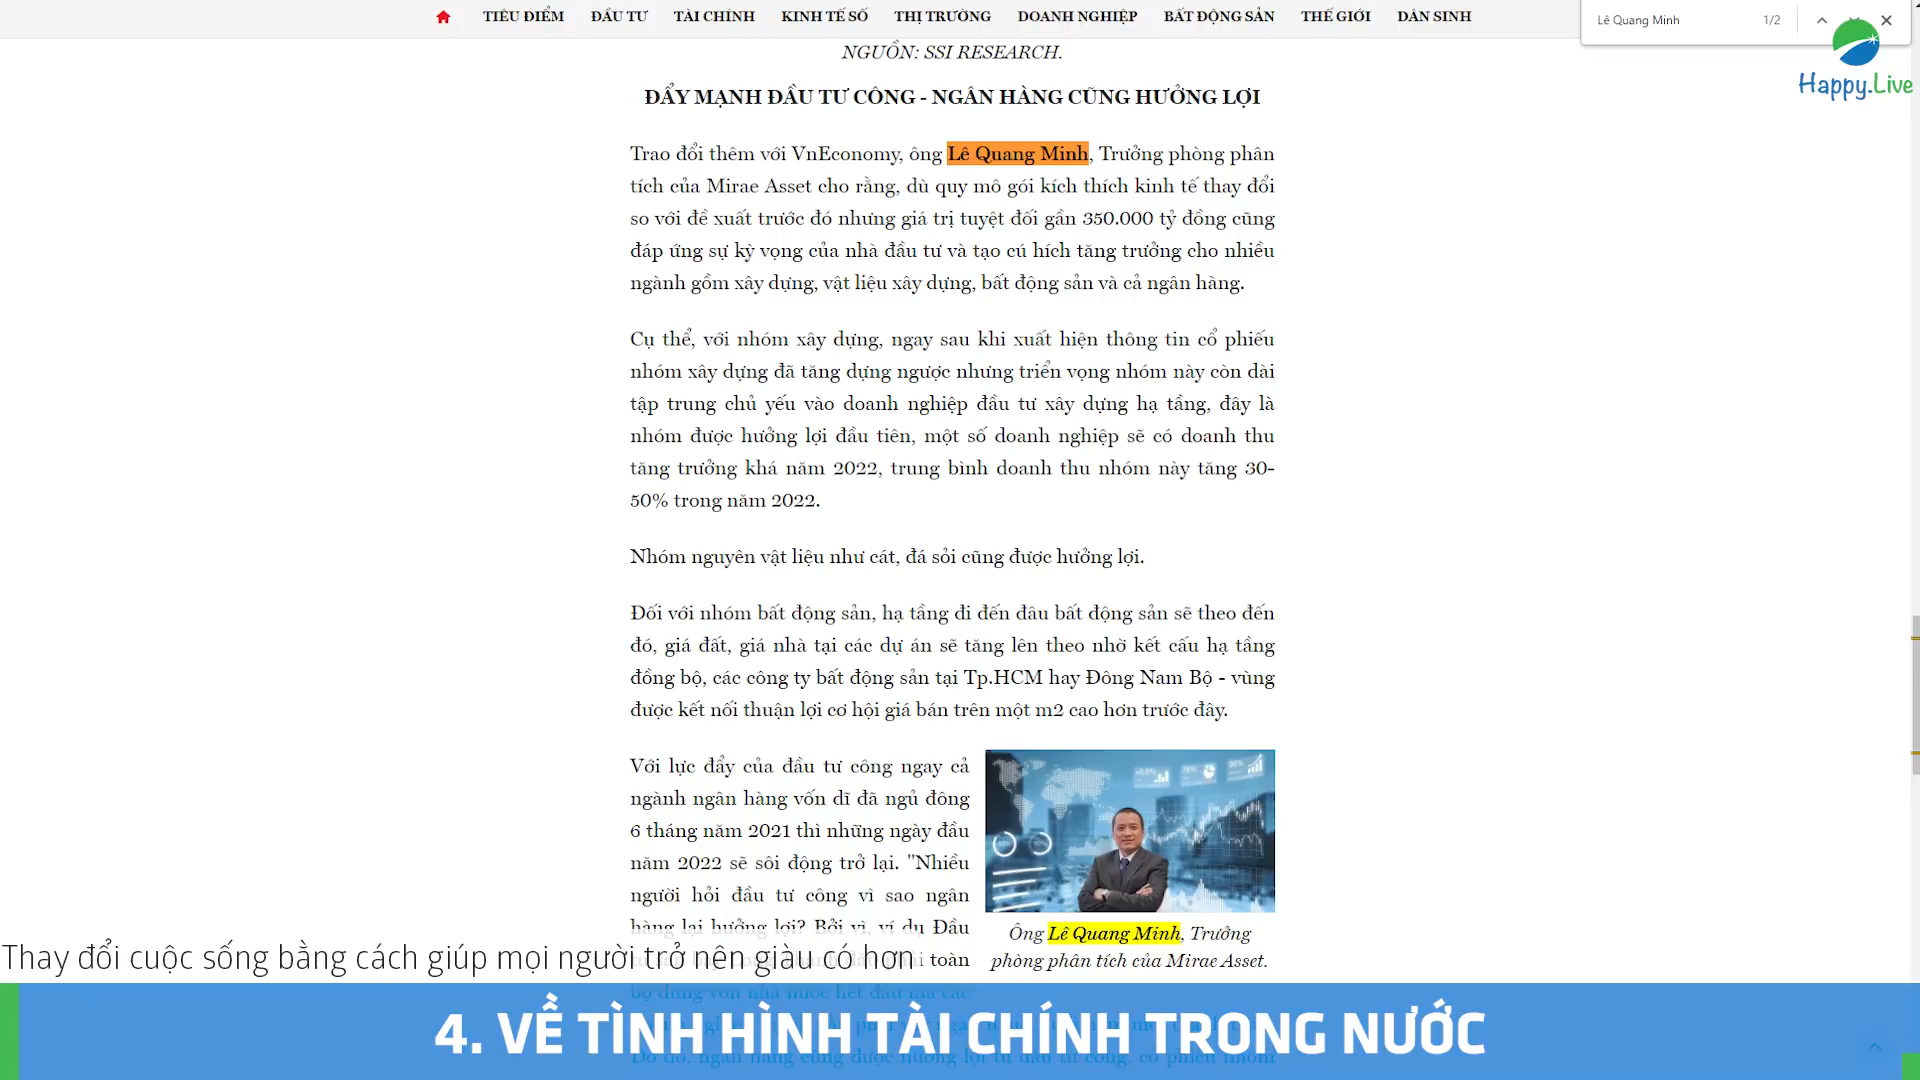 TIÊU ĐIỂM ĐẦU TƯ TÀI CHÍNH KINH TẾ SỐ THỊ TRƯỜNG DOANH NGHIỆP BẤT ĐỘNG SẢN THẾ GIỚI DÂN SINH
Lê Quang Minh 1/2
Happy.Live
NGUỒN: SSI RESEARCH.
ĐẨY MẠNH ĐẦU TƯ CÔNG - NGÂN HÀNG CŨNG HƯỞNG LỢI
Trao đổi thêm với VnEconomy, ông Lê Quang Minh, Trưởng phòng phân
tích của Mirae Asset cho rằng, dù quy mô gói kích thích kinh tế thay đổi
so với đề xuất trước đó nhưng giá trị tuyệt đối gần 350.000 tỷ đồng cũng
đáp ứng sự kỳ vọng của nhà đầu tư và tạo cú hích tăng trưởng cho nhiều
ngành gồm xây dựng, vật liệu xây dựng, bất động sản và cả ngân hàng.
Cụ thể, với nhóm xây dựng, ngay sau khi xuất hiện thông tin cổ phiếu
nhóm xây dựng đã tăng dựng ngược nhưng triển vọng nhóm này còn dài
tập trung chủ yếu vào doanh nghiệp đầu tư xây dựng hạ tầng, đây là
nhóm được hưởng lợi đầu tiên, một số doanh nghiệp sẽ có doanh thu
tăng trưởng khá năm 2022, trung bình doanh thu nhóm này tăng 30-
50% trong năm 2022.
Nhóm nguyên vật liệu như cát, đá sỏi cũng được hưởng lợi.
Đối với nhóm bất động sản, hạ tầng đi đến đâu bất động sản sẽ theo đến
đó, giá đất, giá nhà tại các dự án sẽ tăng lên theo nhờ kết cấu hạ tầng
đồng bộ, các công ty bất động sản tại Tp.HCM hay Đông Nam Bộ - vùng
được kết nối thuận lợi cơ hội giá bán trên một m2 cao hơn trước đây.
Với lực đẩy của đầu tư công ngay cả
ngành ngân hàng vốn dĩ đã ngủ đông
6 tháng năm 2021 thì những ngày đầu
năm 2022 sẽ sôi động trở lại. "Nhiều
người hỏi đầu tư công vì sao ngân
hàng lại hưởng lợi? Bởi vì, ví dụ Đầu
toàn
Ông Lê Quang Minh, Trưởng
phòng phân tích của Mirae Asset.
Thay đổi cuộc sống bằng cách giúp mọi người trở nên giàu có hơn
4. VỀ TÌNH HÌNH TÀI CHÍNH TRONG NƯỚC